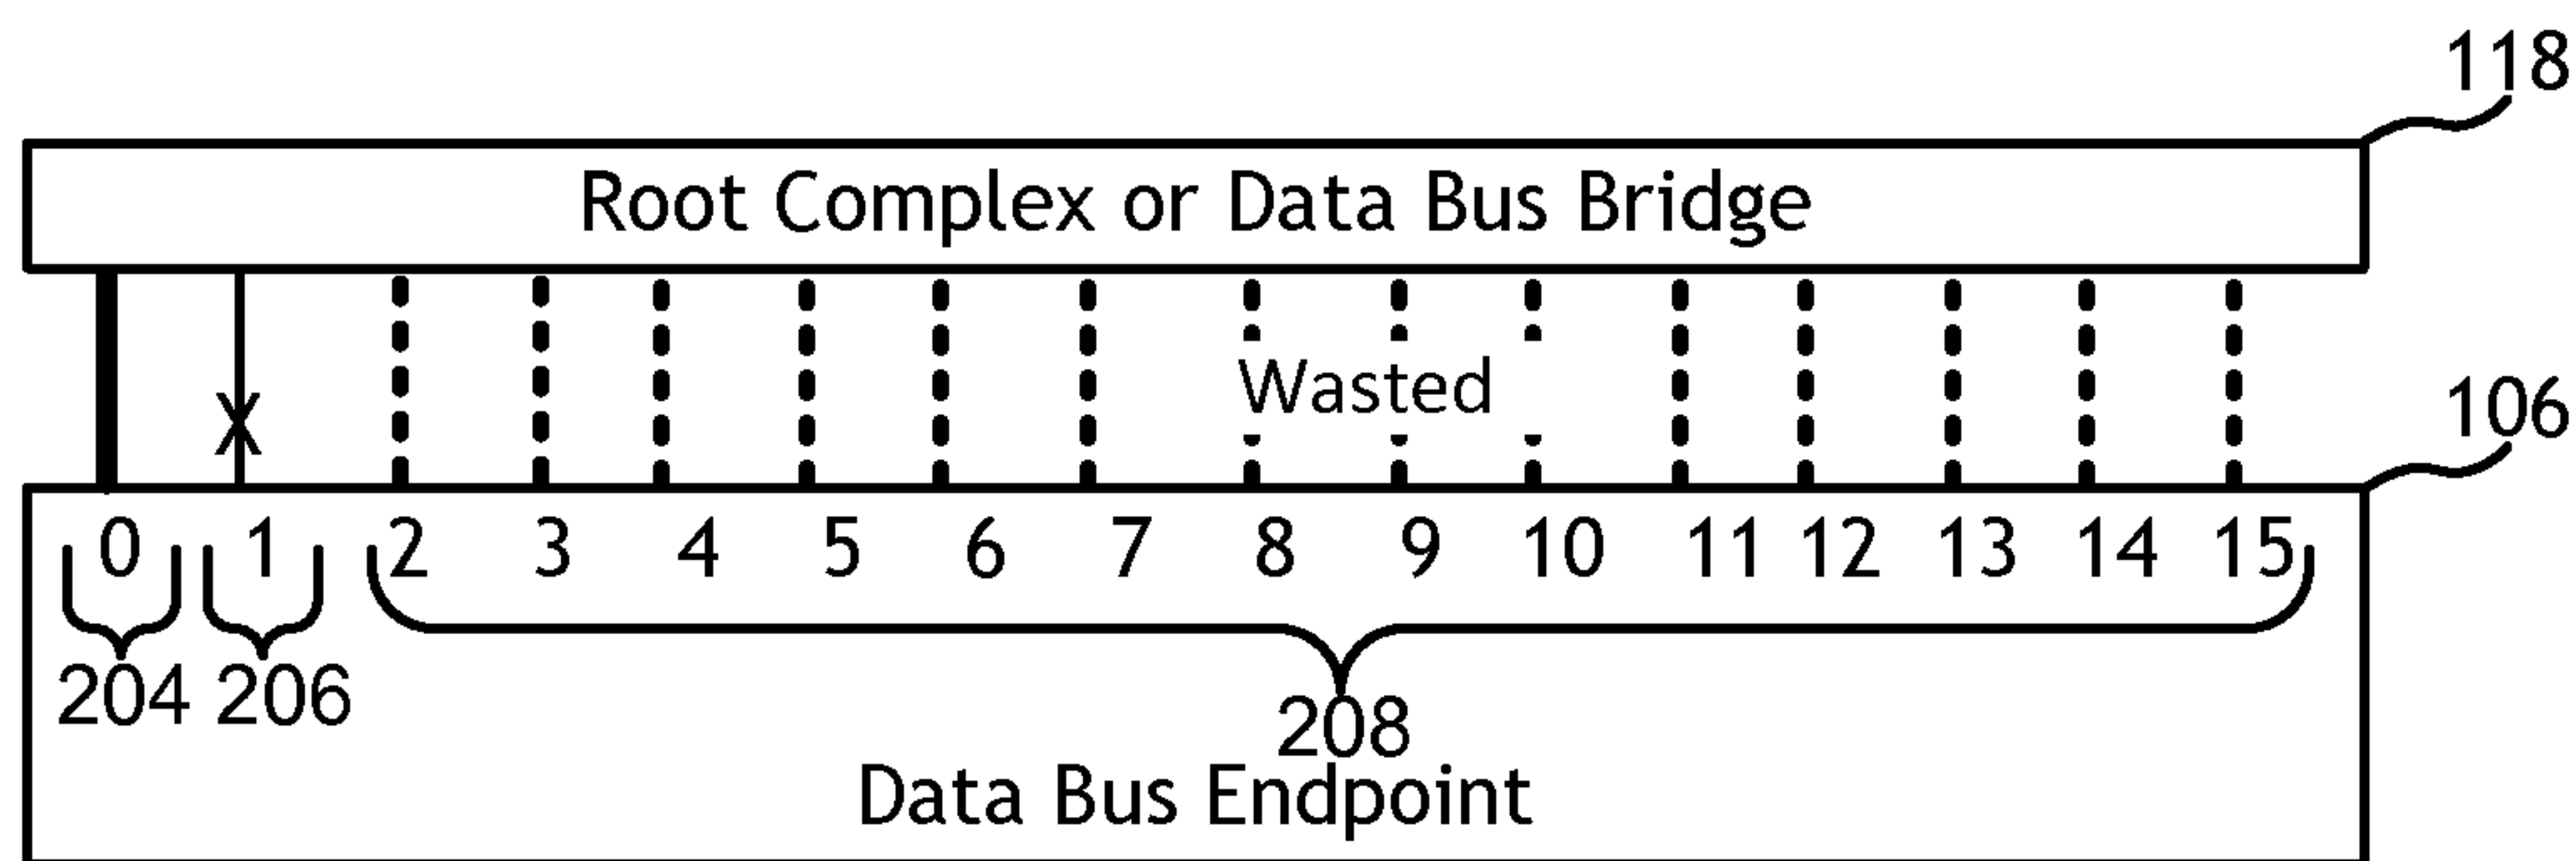 118
Root Complex or Data Bus Bridge
X
Wasted
106
0 1 2 3 4 5 6 7 8 9 10 11 12 13 14 15
204 206
208
Data Bus Endpoint